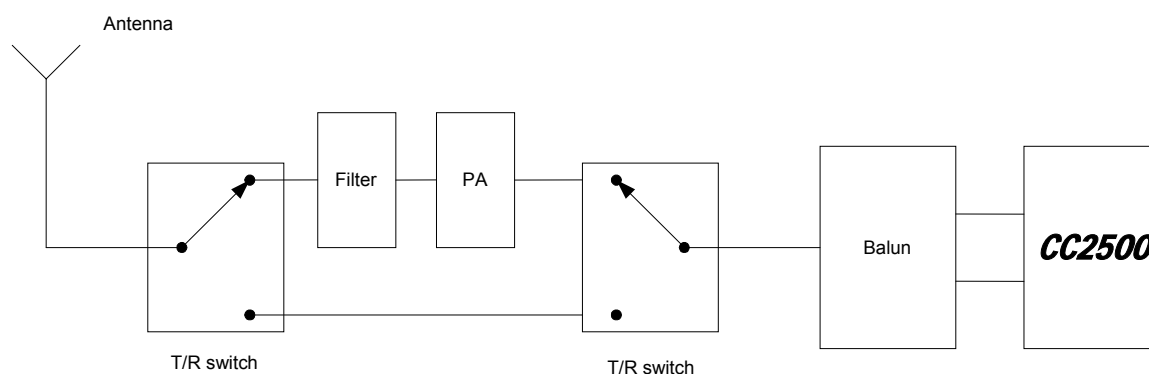 Antenna
Filter
PA
Balun
CC2500
T/R switch
T/R switch